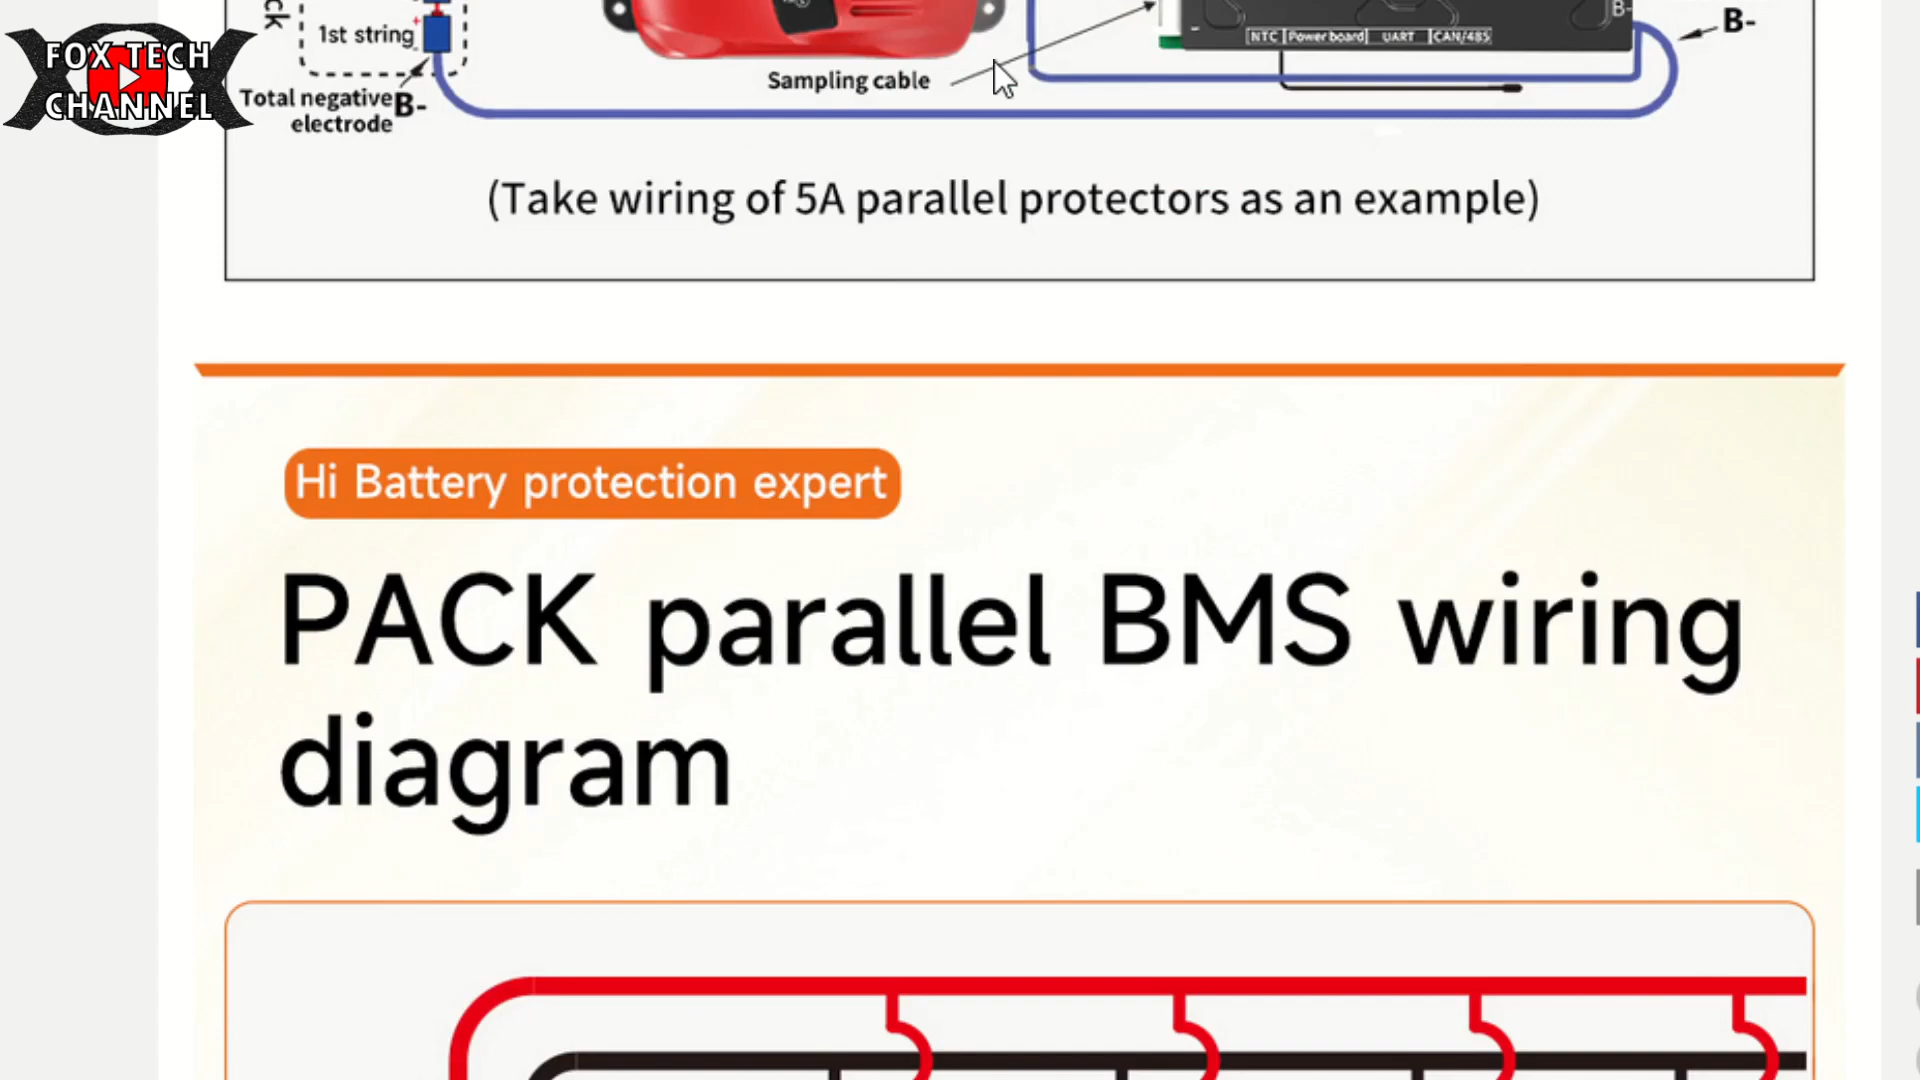 ck
1st string
B-
B-
NTC Power board UART CAN/485
FOX TECH
CHANNEL
Sampling cable
Total negative B-
electrode
(Take wiring of 5A parallel protectors as an example)
Hi Battery protection expert
PACK parallel BMS wiring
diagram